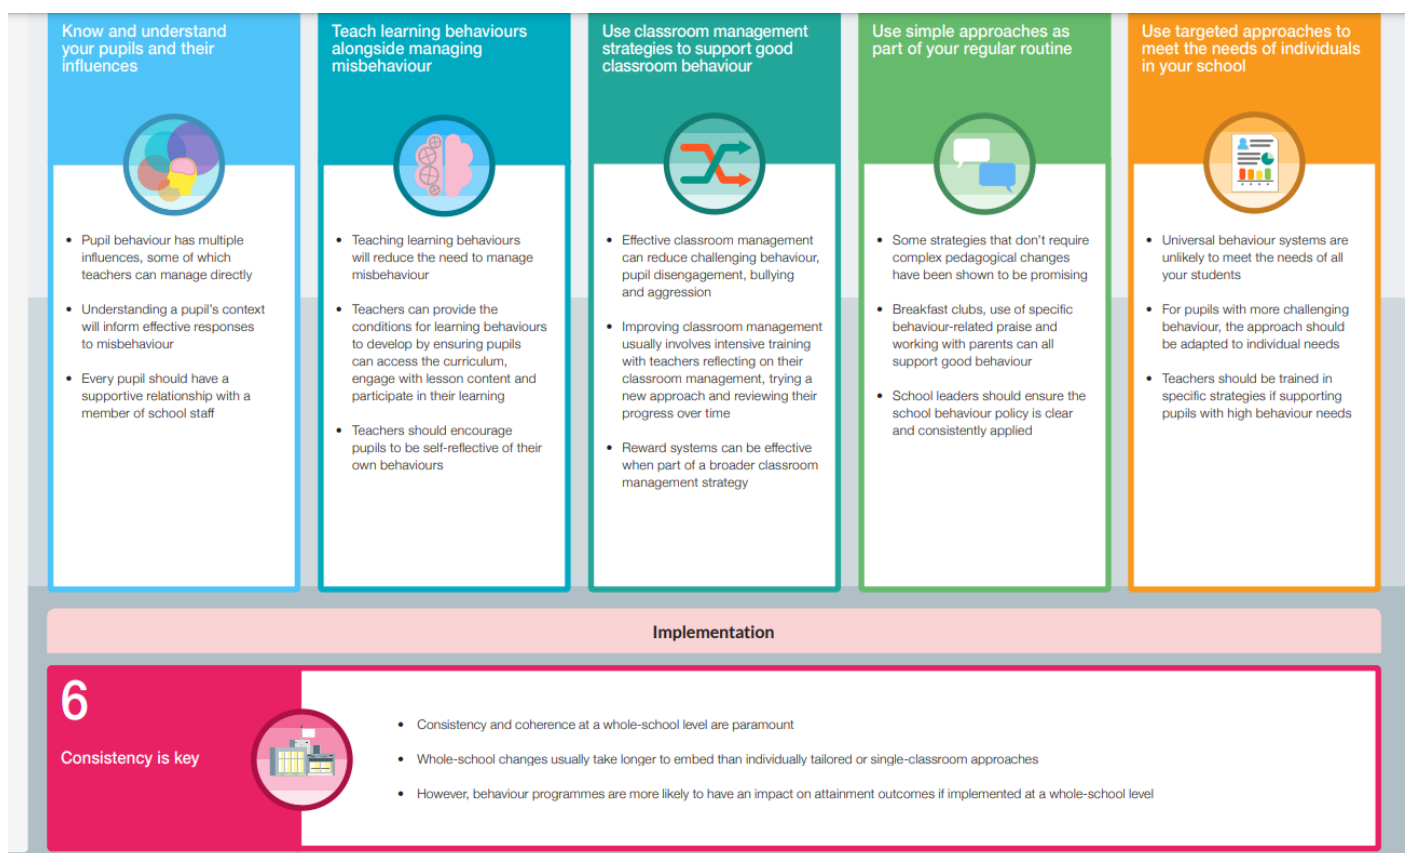 Know and understand
your pupils and their
influences
• Pupil behaviour has multiple
influences, some of which
teachers can manage directly
• Understanding a pupil's context
will inform effective responses
to misbehaviour
• Every pupil should have a
supportive relationship with a
member of school staff
Teach learning behaviours
alongside managing
misbehaviour
• Teaching learning behaviours
will reduce the need to manage
misbehaviour
• Teachers can provide the
conditions for learning behaviours
to develop by ensuring pupils
can access the curriculum,
engage with lesson content and
participate in their learning
• Teachers should encourage
pupils to be self-reflective of their
own behaviours
Use classroom management
strategies to support good
classroom behaviour
• Effective classroom management
can reduce challenging behaviour,
pupil disengagement, bullying
and aggression
• Improving classroom management
usually involves intensive training
with teachers reflecting on their
classroom management, trying a
new approach and reviewing their
progress over time
• Reward systems can be effective
when part of a broader classroom
management strategy
Use simple approaches as
part of your regular routine
• Some strategies that don't require
complex pedagogical changes
have been shown to be promising
• Breakfast clubs, use of specific
behaviour-related praise and
working with parents can all
support good behaviour
• School leaders should ensure the
school behaviour policy is clear
and consistently applied
Use targeted approaches to
meet the needs of individuals
in your school
• Universal behaviour systems are
unlikely to meet the needs of all
your students
• For pupils with more challenging
behaviour, the approach should
be adapted to individual needs
• Teachers should be trained in
specific strategies if supporting
pupils with high behaviour needs
Implementation
6
Consistency is key
• Consistency and coherence at a whole-school level are paramount
• Whole-school changes usually take longer to embed than individually tailored or single-classroom approaches
• However, behaviour programmes are more likely to have an impact on attainment outcomes if implemented at a whole-school level